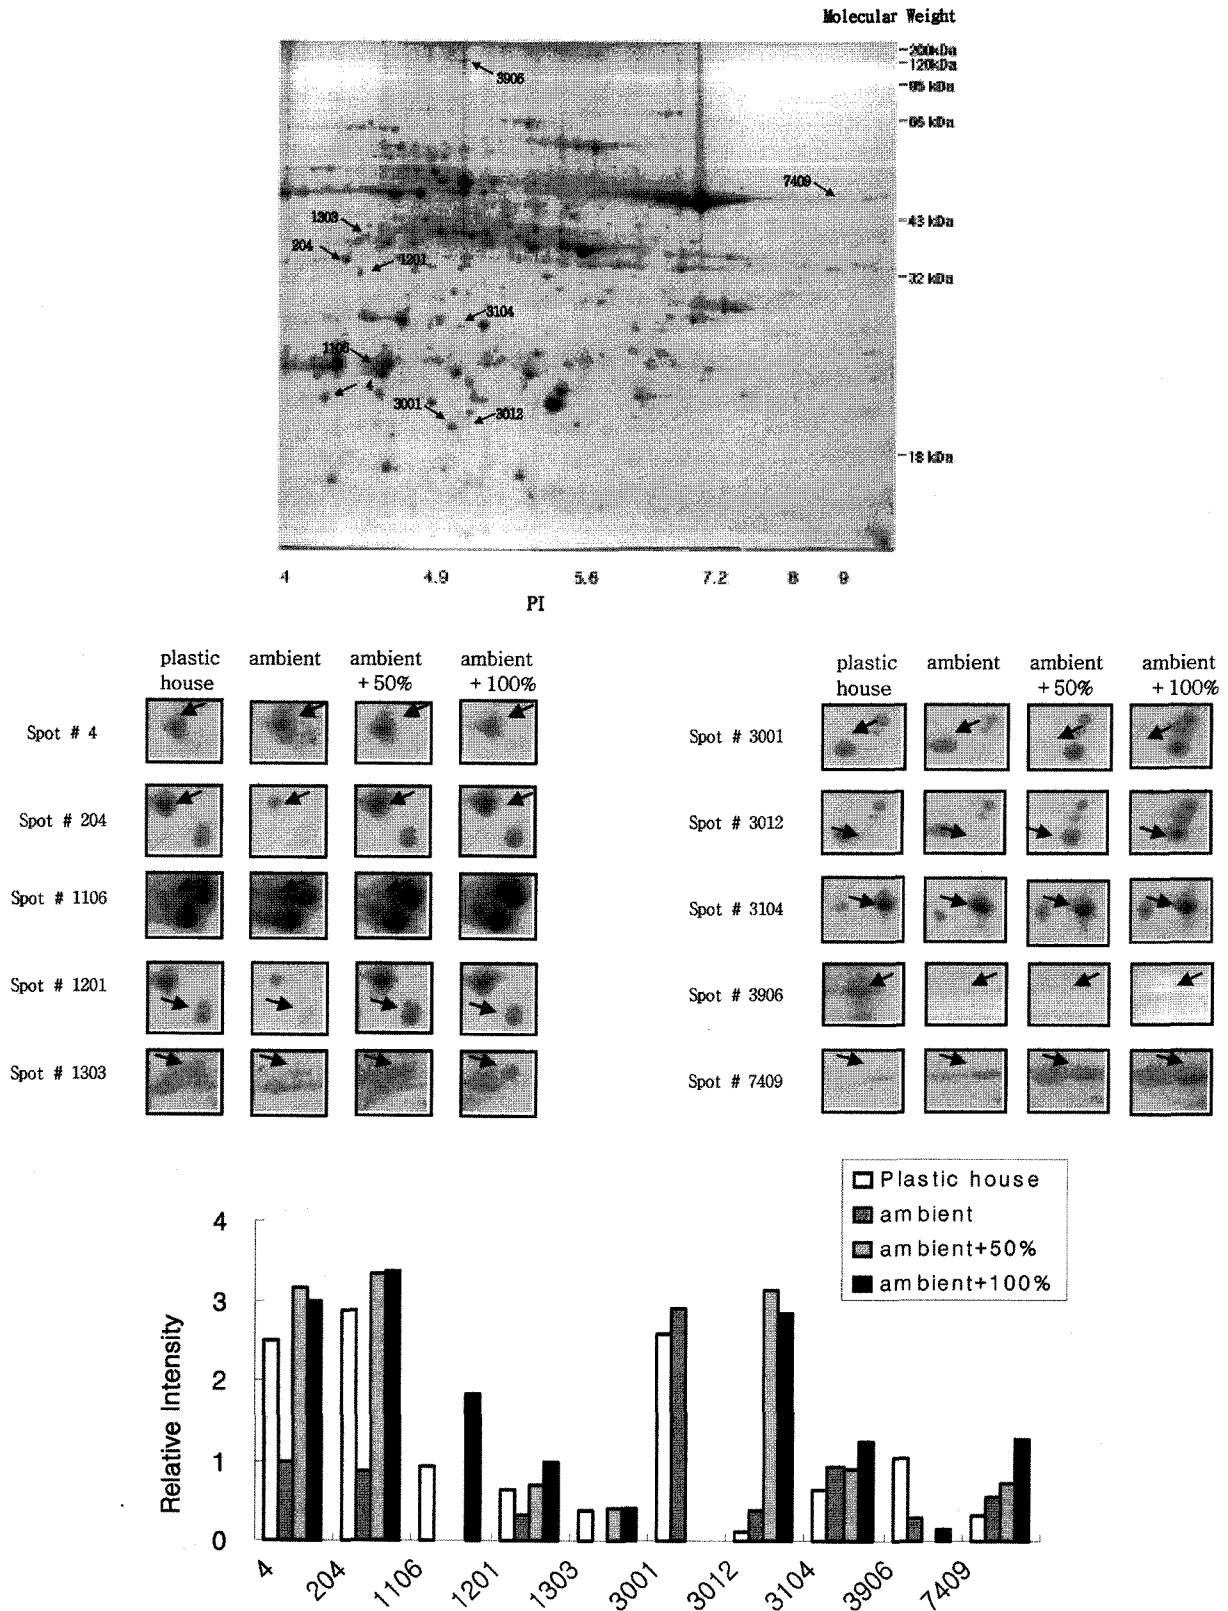 Molecular Weight
200kDa
120kDa
95 kDa
65 kDa
3906
7409
43 kDa
1303
204
1201
32 kDa
3104
1106
4
3001
3012
18 kDa
4 4.9 5.6 7.2 8 9
PI
plastic house
ambient
ambient + 50%
ambient + 100%
Spot # 4
Spot # 204
Spot # 1106
Spot # 1201
Spot # 1303
plastic house
ambient
ambient + 50%
ambient + 100%
Spot # 3001
Spot # 3012
Spot # 3104
Spot # 3906
Spot # 7409
Plastic house
ambient
ambient+50%
ambient+100%
Relative Intensity
4
3
2
1
0
4 204 1106 1201 1303 3001 3012 3104 3906 7409